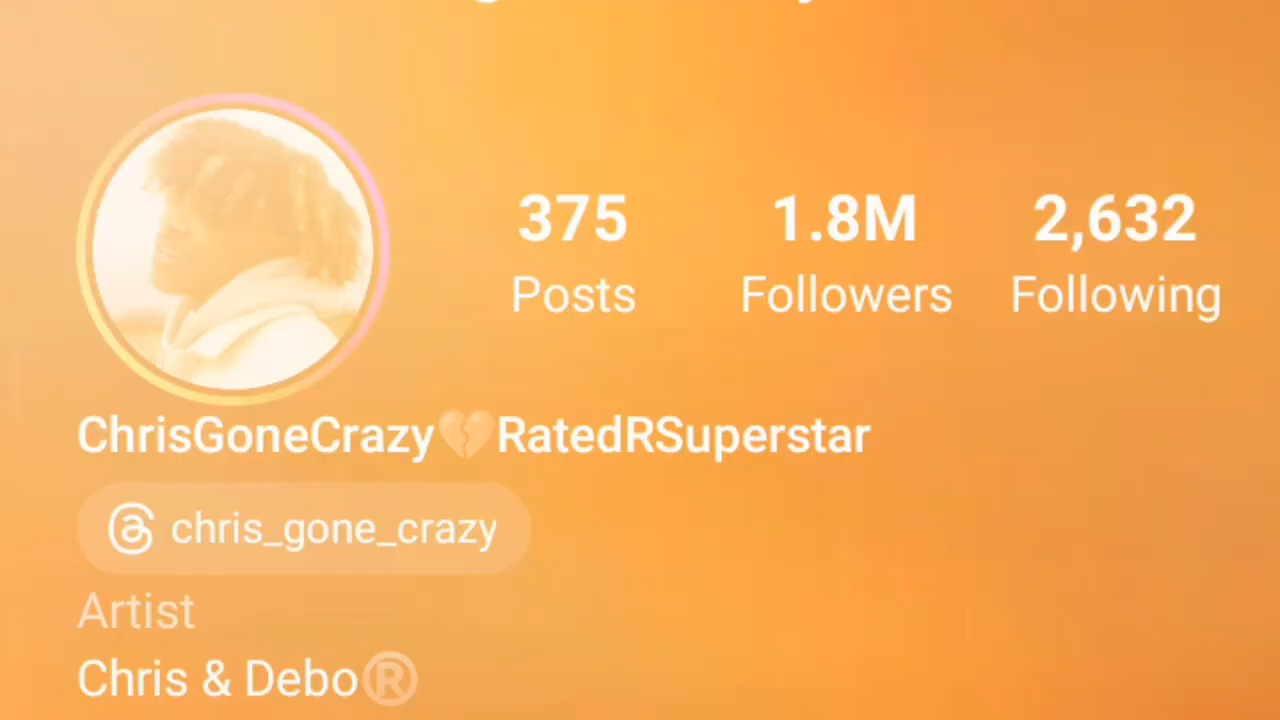 375 1.8M 2,632
Posts Followers Following
ChrisGoneCrazy💔RatedRSuperstar
chris_gone_crazy
Artist
Chris & Debo®